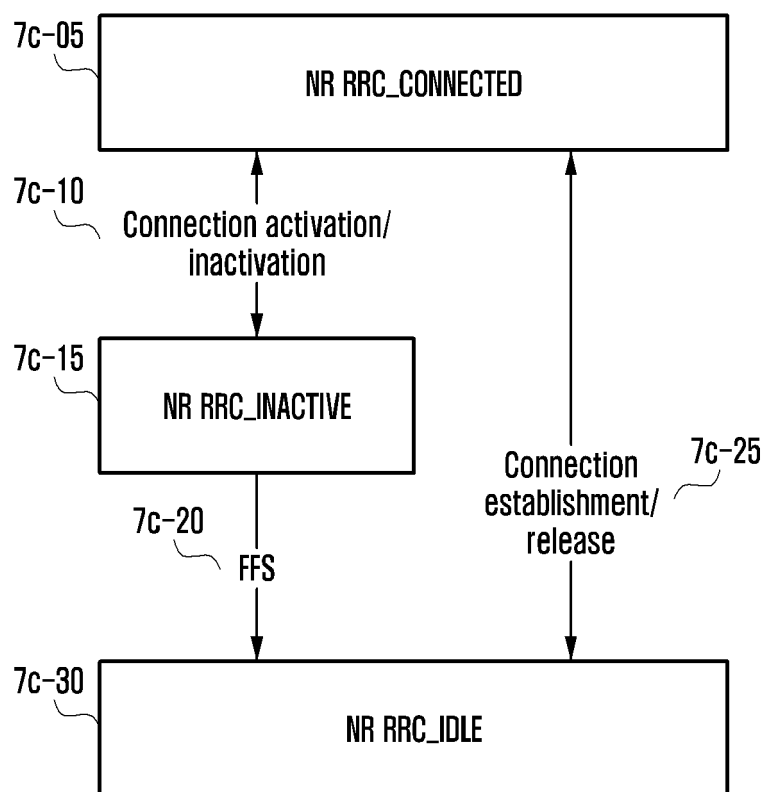 7c-05
NR RRC_CONNECTED
7c-10
Connection activation/
inactivation
7c-15
NR RRC_INACTIVE
7c-20
FFS
Connection
establishment/
release
7c-25
7c-30
NR RRC_IDLE